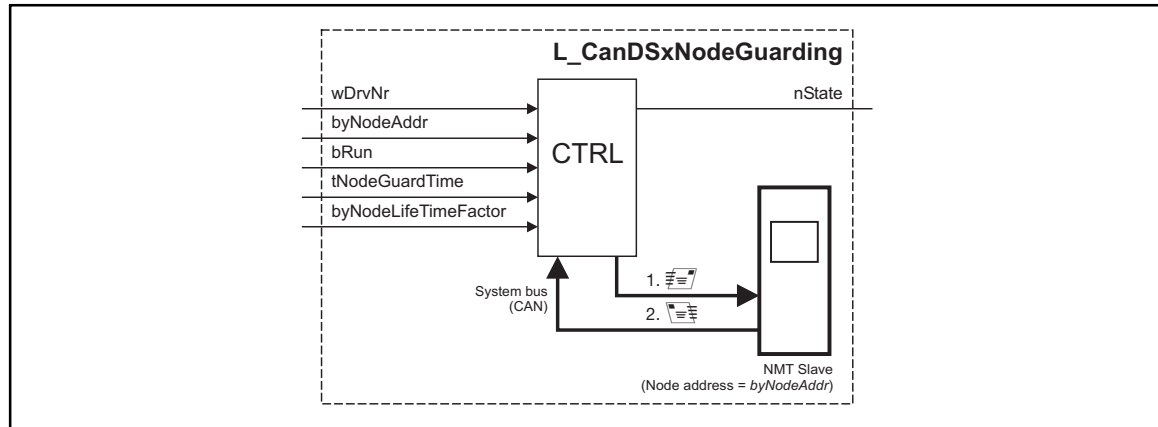 L_CanDSxNodeGuarding
wDrvNr
nState
byNodeAddr
bRun
CTRL
tNodeGuardTime
byNodeLifeTimeFactor
System bus
(CAN)
1.
2.
NMT Slave
(Node address = byNodeAddr)